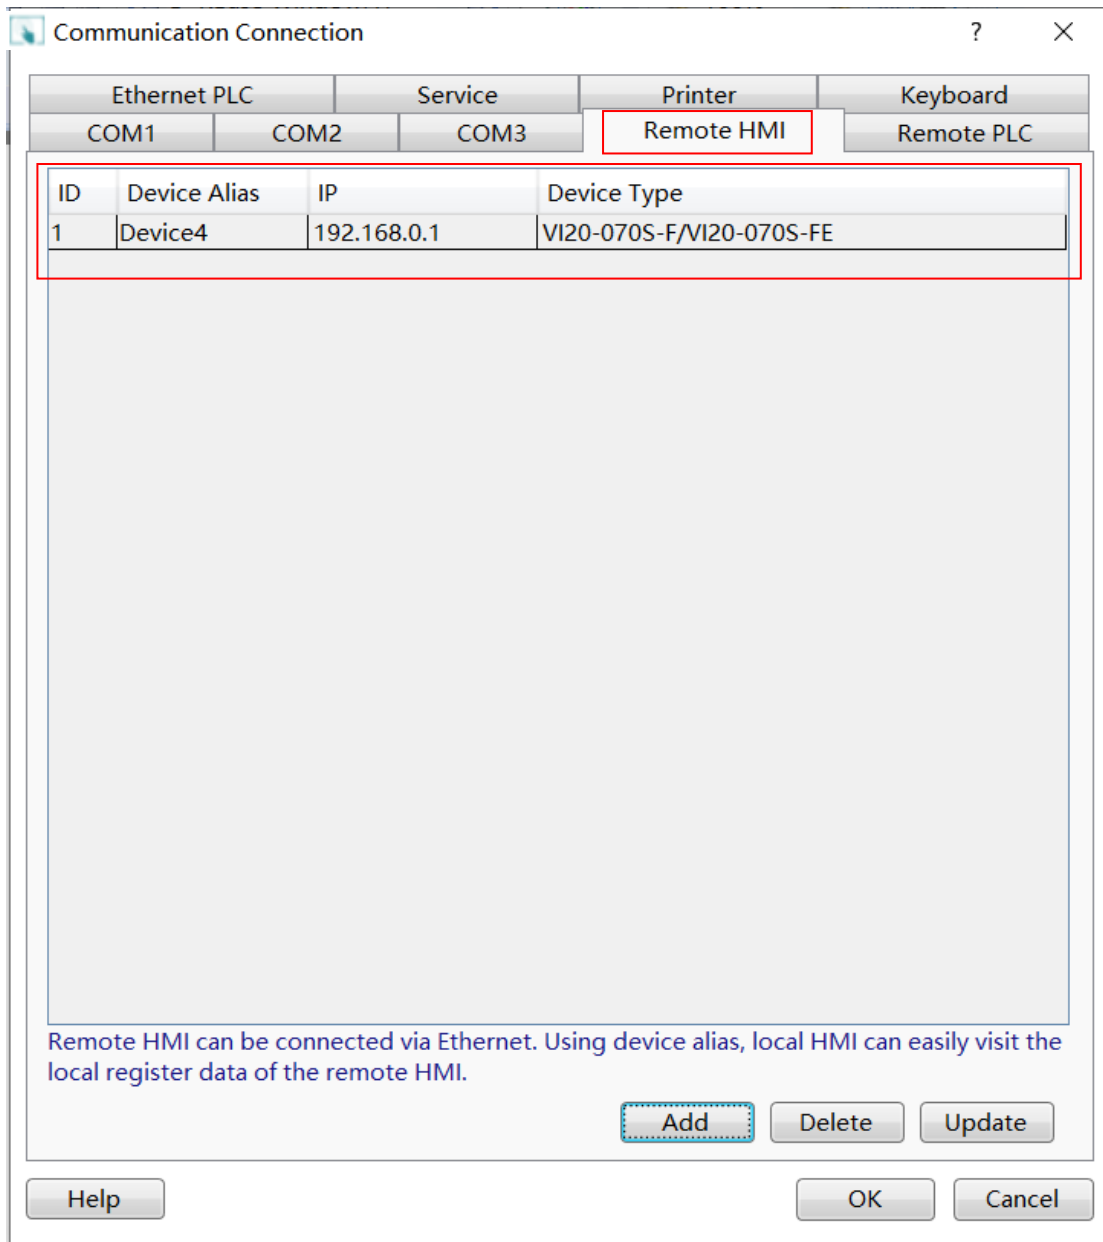 Communication Connection ? ×
Ethernet PLC Service Printer Keyboard
COM1 COM2 COM3 Remote HMI Remote PLC
ID Device Alias IP Device Type
1 Device4 192.168.0.1 VI20-070S-F/VI20-070S-FE
Remote HMI can be connected via Ethernet. Using device alias, local HMI can easily visit the
local register data of the remote HMI.
Add Delete Update
Help OK Cancel